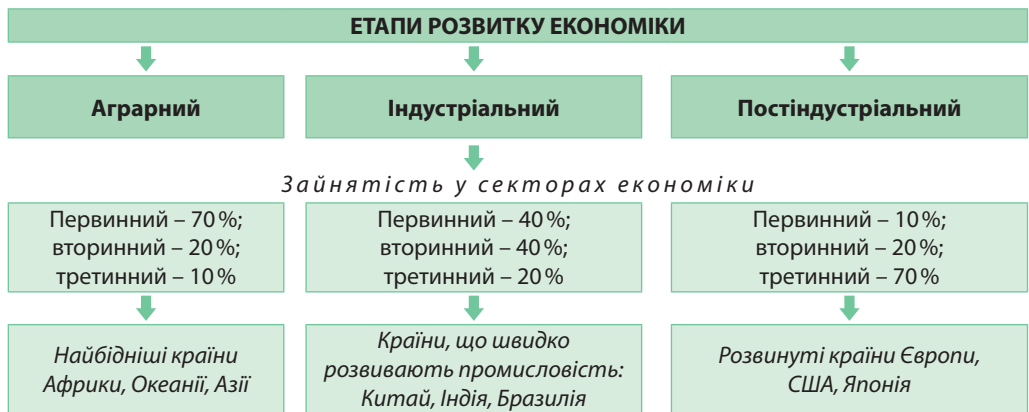 ЕТАПИ РОЗВИТКУ ЕКОНОМІКИ
Аграрний
Індустріальний
Постіндустріальний
Зайнятість у секторах економіки
Первинний – 70 %;
вторинний – 20 %;
третинний – 10 %
Первинний – 40 %;
вторинний – 40 %;
третинний – 20 %
Первинний – 10 %;
вторинний – 20 %;
третинний – 70 %
Найбідніші країни
Африки, Океанії, Азії
Країни, що швидко
розвивають промисловість:
Китай, Індія, Бразилія
Розвинуті країни Європи,
США, Японія